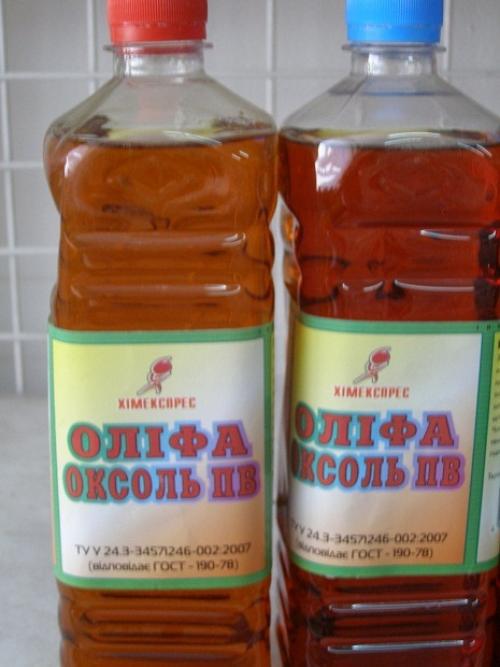 ХІМЕКСПРЕС
ОЛІФА
ОКСОЛЬ ПВ
ТУ У 24.3-34571246-002:2007
(відповідає ГОСТ - 190-78)
ХІМЕКСПРЕС
ОЛІФА
ОКСОЛЬ ПВ
ТУ У 24.3-34571246-002:2007
(відповідає ГОСТ - 190-78)